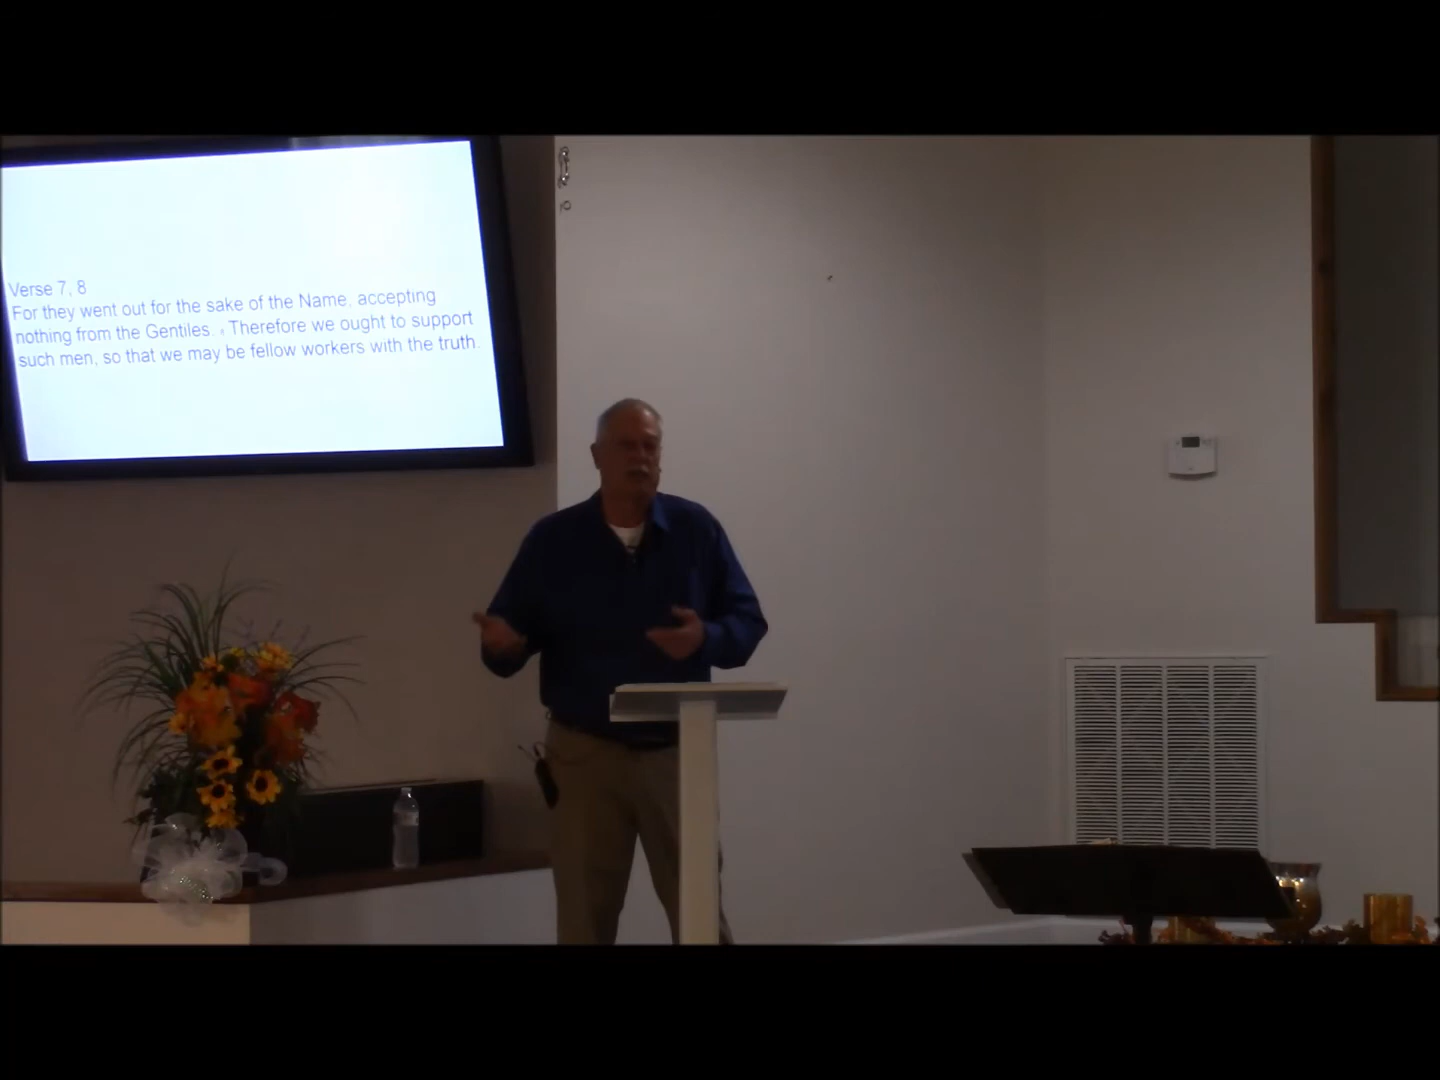 Verse 7, 8
For they went out for the sake of the Name, accepting
nothing from the Gentiles. 8 Therefore we ought to support
such men, so that we may be fellow workers with the truth.